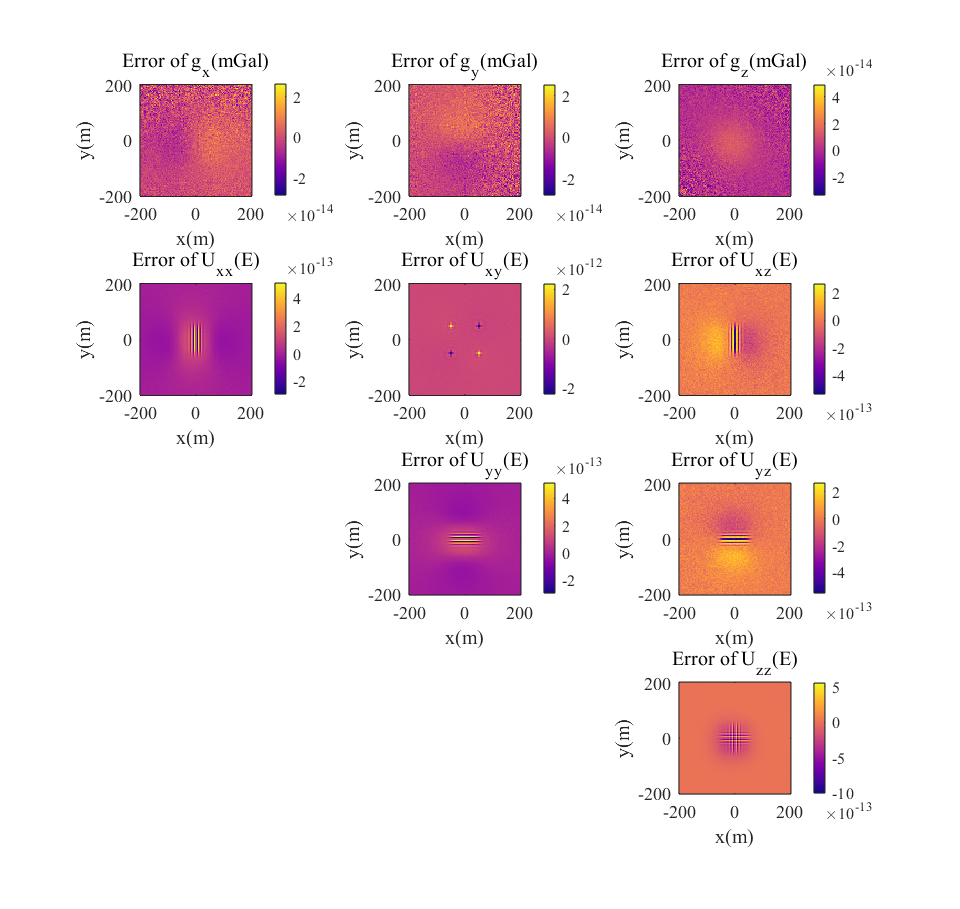 Error of g_x(mGal)
200
0
-200
y(m)
-200 0 200
x(m)
2
0
-2
×10^-14
Error of g_y(mGal)
200
0
-200
y(m)
-200 0 200
x(m)
2
0
-2
×10^-14
Error of g_z(mGal)
200
0
-200
y(m)
-200 0 200
x(m)
×10^-14
4
2
0
-2
Error of U_xx(E)
200
0
-200
y(m)
-200 0 200
x(m)
×10^-13
4
2
0
-2
Error of U_xy(E)
200
0
-200
y(m)
-200 0 200
×10^-12
2
0
-2
Error of U_xz(E)
200
0
-200
y(m)
-200 0 200
x(m)
2
0
-2
-4
×10^-13
Error of U_yy(E)
200
0
-200
y(m)
-200 0 200
x(m)
×10^-13
4
2
0
-2
Error of U_yz(E)
200
0
-200
y(m)
-200 0 200
x(m)
2
0
-2
-4
×10^-13
Error of U_zz(E)
200
0
-200
y(m)
-200 0 200
x(m)
5
0
-5
-10
×10^-13